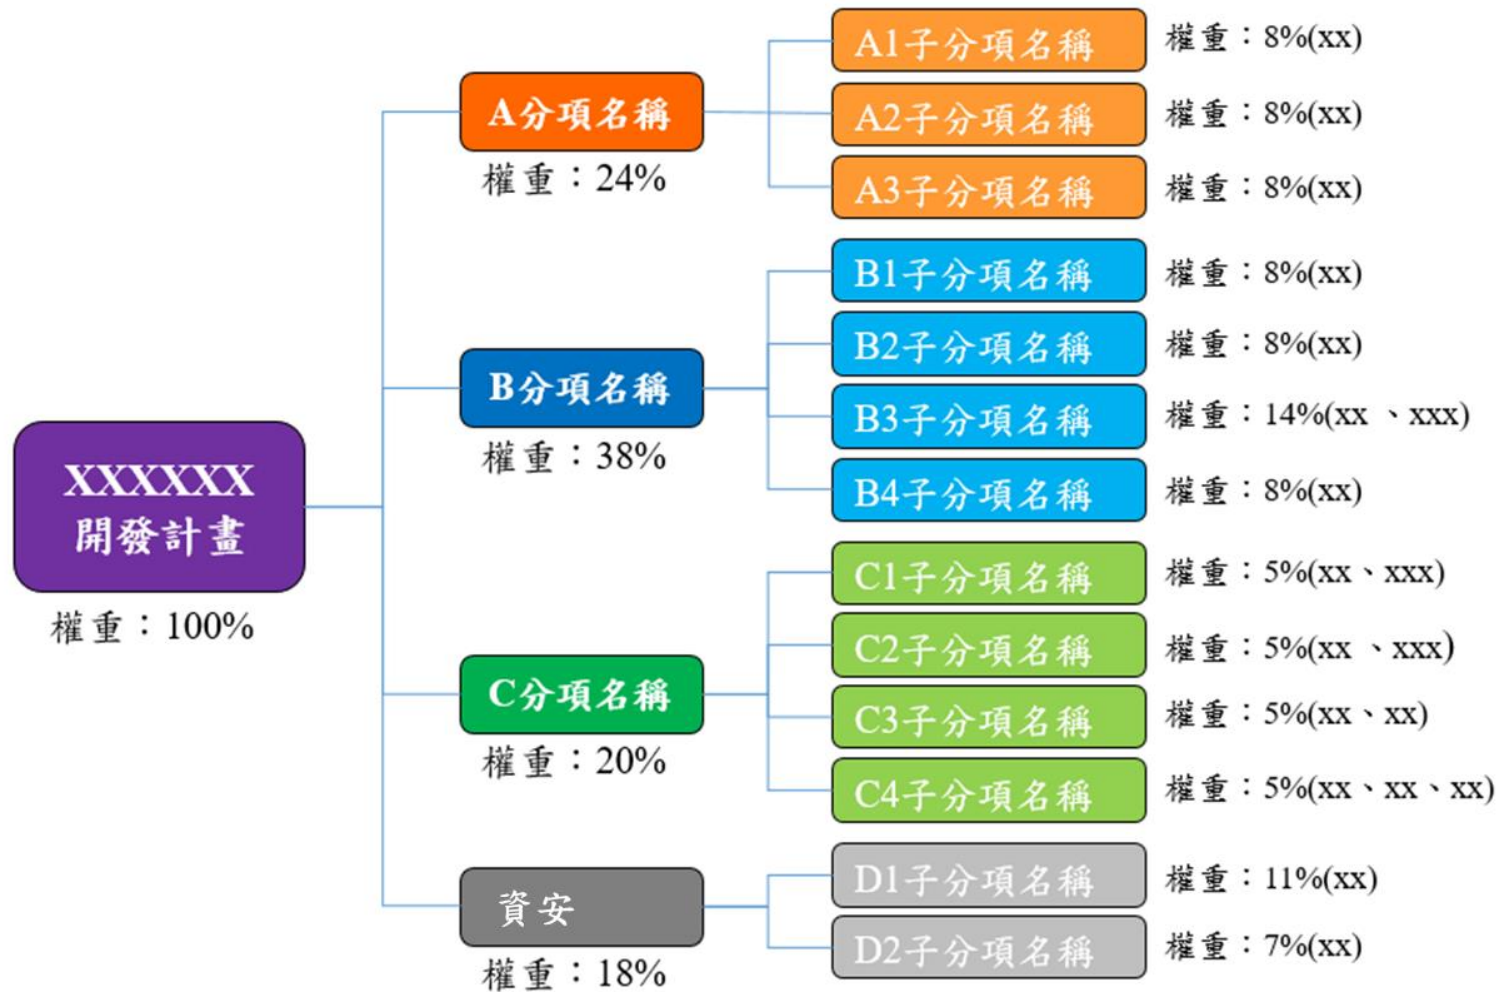 XXXXXX
開發計畫
權重：100%
A分項名稱
權重：24%
A1子分項名稱 權重：8%(xx)
A2子分項名稱 權重：8%(xx)
A3子分項名稱 權重：8%(xx)
B分項名稱
權重：38%
B1子分項名稱 權重：8%(xx)
B2子分項名稱 權重：8%(xx)
B3子分項名稱 權重：14%(xx 、xxx)
B4子分項名稱 權重：8%(xx)
C分項名稱
權重：20%
C1子分項名稱 權重：5%(xx、xxx)
C2子分項名稱 權重：5%(xx 、xxx)
C3子分項名稱 權重：5%(xx、xx)
C4子分項名稱 權重：5%(xx、xx、xx)
資安
權重：18%
D1子分項名稱 權重：11%(xx)
D2子分項名稱 權重：7%(xx)